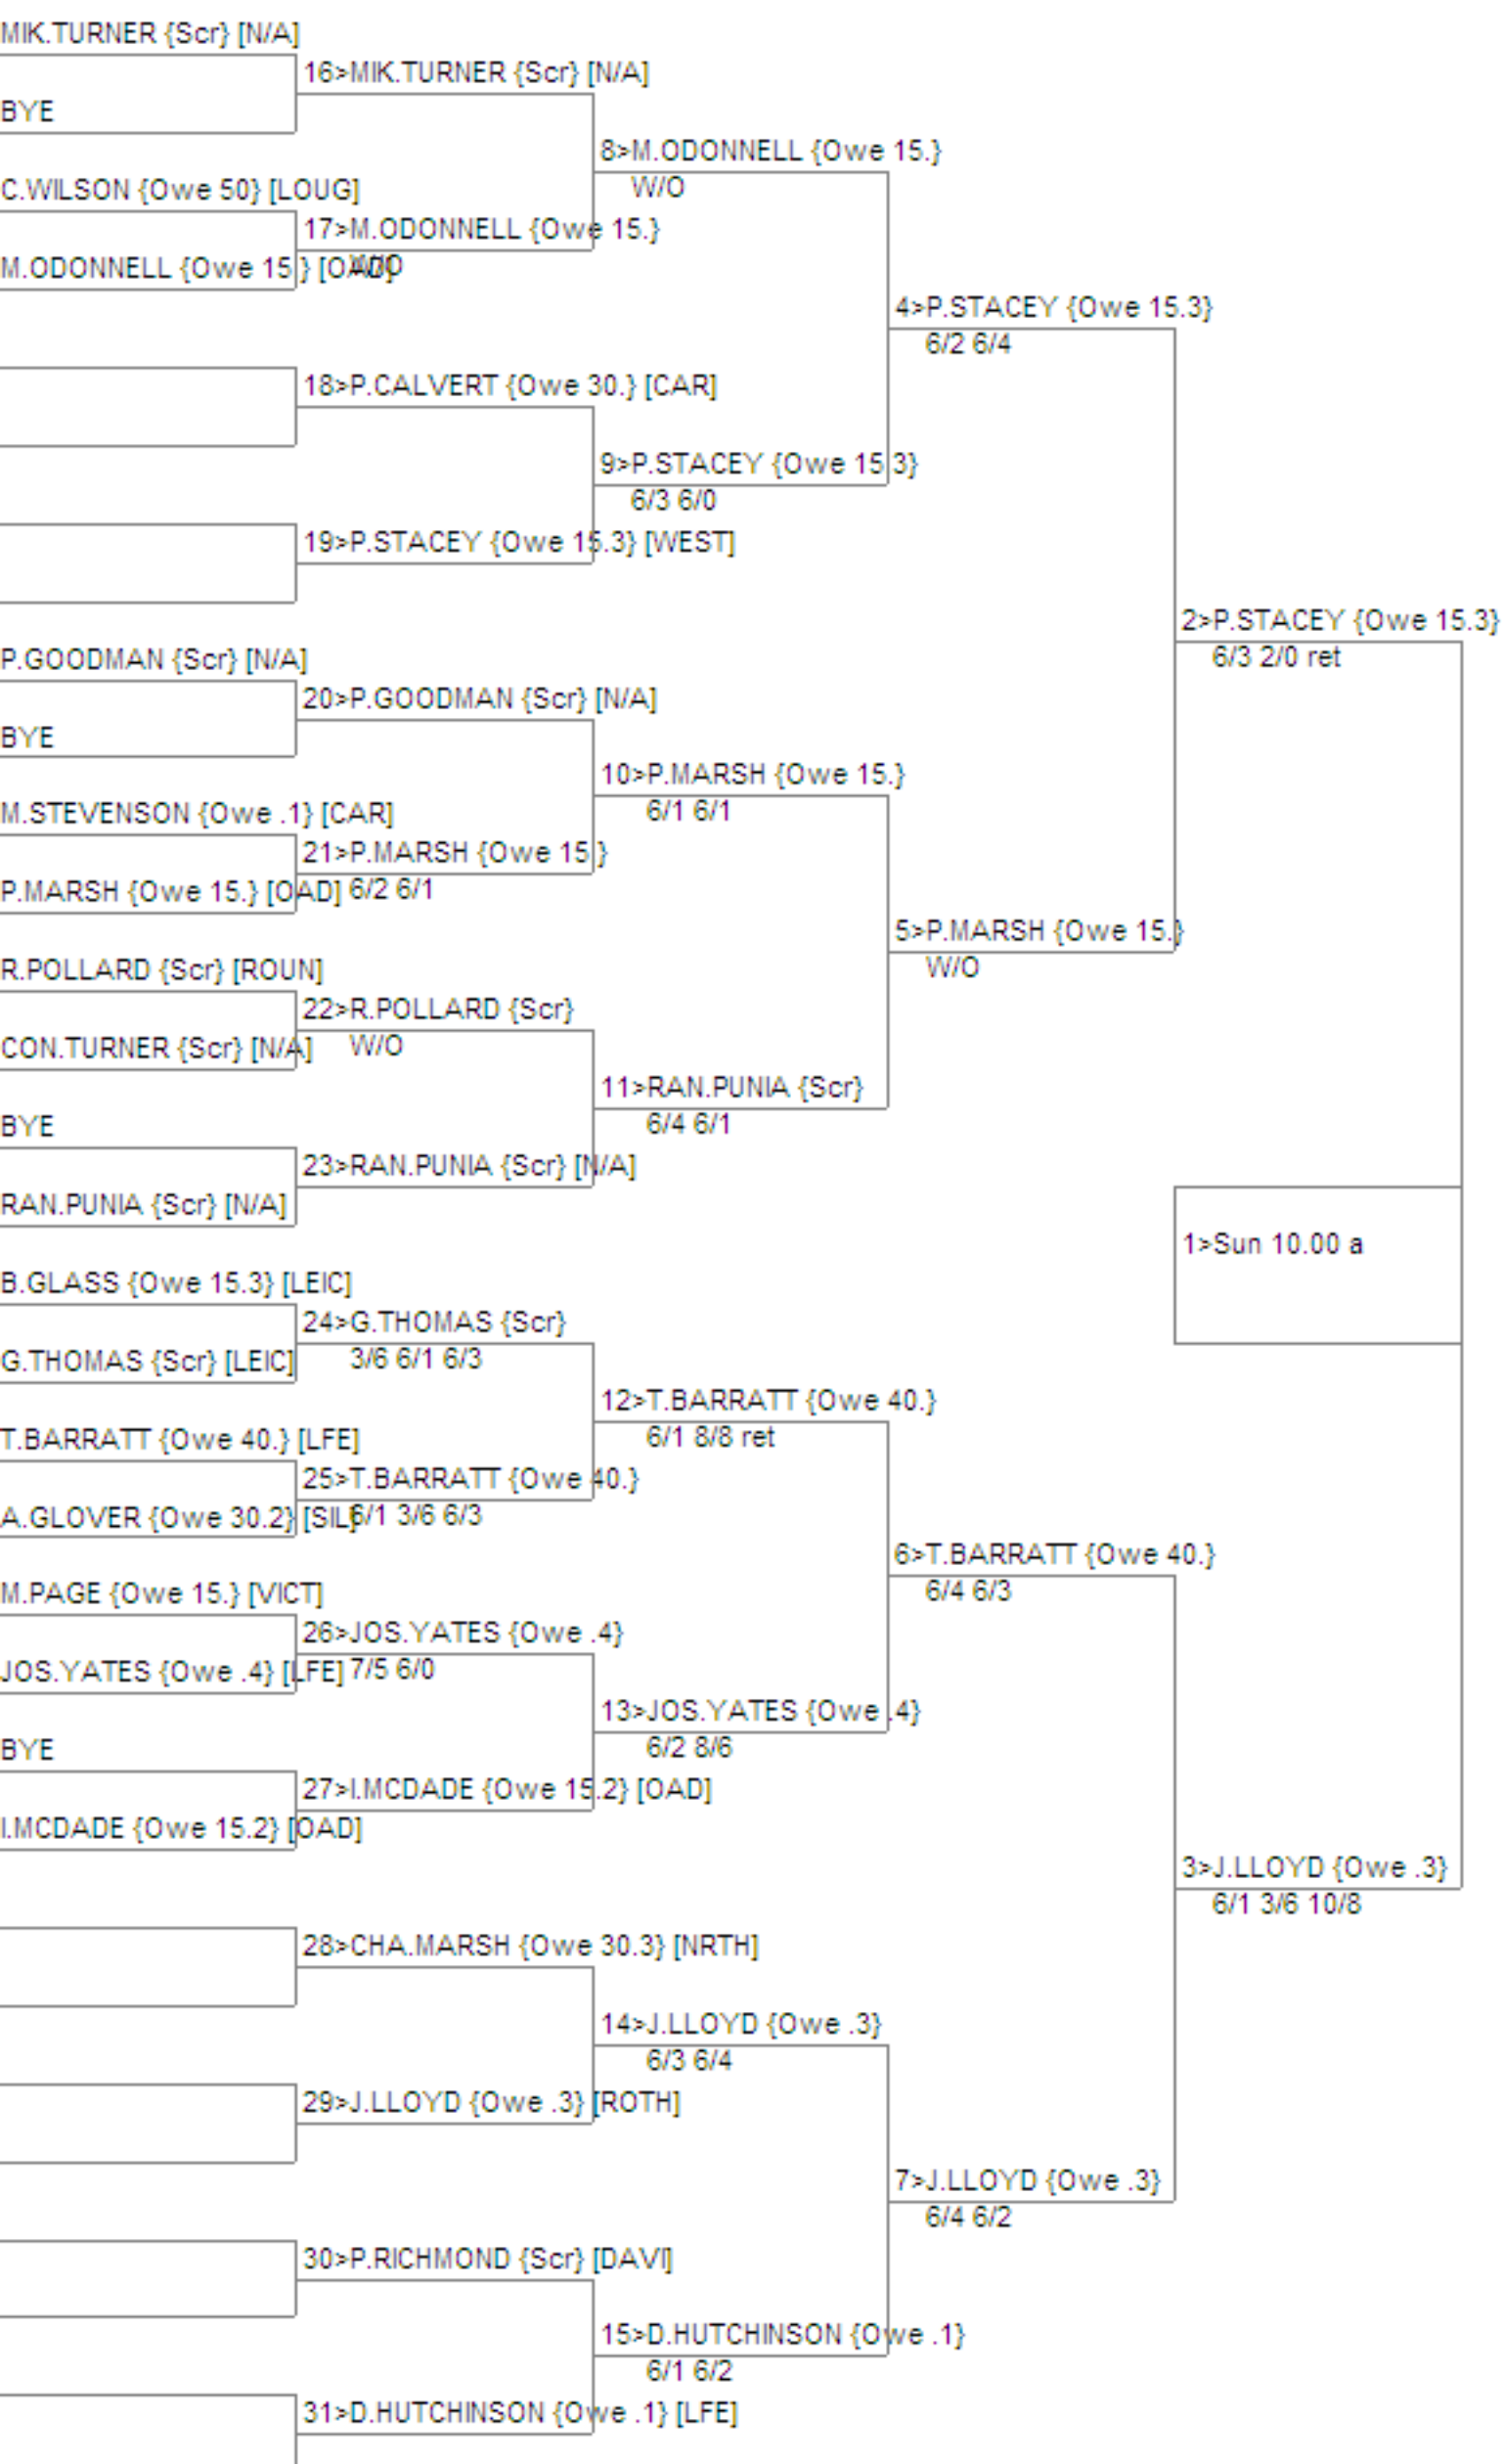 MIK.TURNER {Scr} [N/A]
16>MIK.TURNER {Scr} [N/A]
BYE
8>M.ODONNELL {Owe 15.}
W/O
C.WILSON {Owe 50} [LOUG]
17>M.ODONNELL {Owe 15.}
W/O
M.ODONNELL {Owe 15.} [OAD]
4>P.STACEY {Owe 15.3}
6/2 6/4
18>P.CALVERT {Owe 30.} [CAR]
9>P.STACEY {Owe 15.3}
6/3 6/0
19>P.STACEY {Owe 15.3} [WEST]
2>P.STACEY {Owe 15.3}
6/3 2/0 ret
P.GOODMAN {Scr} [N/A]
20>P.GOODMAN {Scr} [N/A]
BYE
10>P.MARSH {Owe 15.}
6/1 6/1
M.STEVENSON {Owe .1} [CAR]
21>P.MARSH {Owe 15.}
6/2 6/1
P.MARSH {Owe 15.} [OAD]
5>P.MARSH {Owe 15.}
W/O
R.POLLARD {Scr} [ROUN]
22>R.POLLARD {Scr}
W/O
CON.TURNER {Scr} [N/A]
11>RAN.PUNIA {Scr}
6/4 6/1
BYE
23>RAN.PUNIA {Scr} [N/A]
RAN.PUNIA {Scr} [N/A]
1>Sun 10.00 a
B.GLASS {Owe 15.3} [LEIC]
24>G.THOMAS {Scr}
3/6 6/1 6/3
G.THOMAS {Scr} [LEIC]
12>T.BARRATT {Owe 40.}
6/1 8/8 ret
T.BARRATT {Owe 40.} [LFE]
25>T.BARRATT {Owe 40.}
6/1 3/6 6/3
A.GLOVER {Owe 30.2} [SIL]
6>T.BARRATT {Owe 40.}
6/4 6/3
M.PAGE {Owe 15.} [VICT]
26>JOS.YATES {Owe .4}
7/5 6/0
JOS.YATES {Owe .4} [LFE]
13>JOS.YATES {Owe .4}
6/2 8/6
BYE
27>I.MCDADE {Owe 15.2} [OAD]
I.MCDADE {Owe 15.2} [OAD]
3>J.LLOYD {Owe .3}
6/1 3/6 10/8
28>CHA.MARSH {Owe 30.3} [NRTH]
14>J.LLOYD {Owe .3}
6/3 6/4
29>J.LLOYD {Owe .3} [ROTH]
7>J.LLOYD {Owe .3}
6/4 6/2
30>P.RICHMOND {Scr} [DAVI]
15>D.HUTCHINSON {Owe .1}
6/1 6/2
31>D.HUTCHINSON {Owe .1} [LFE]